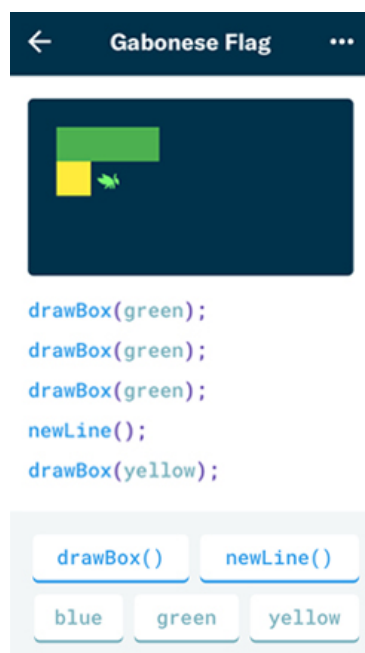 Gabonese Flag
drawBox(green);
drawBox(green);
drawBox(green);
newLine();
drawBox(yellow);
drawBox() newLine()
blue green yellow